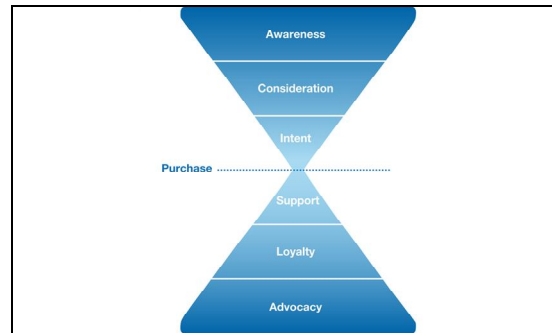 Awareness
Consideration
Intent
Purchase
Support
Loyalty
Advocacy